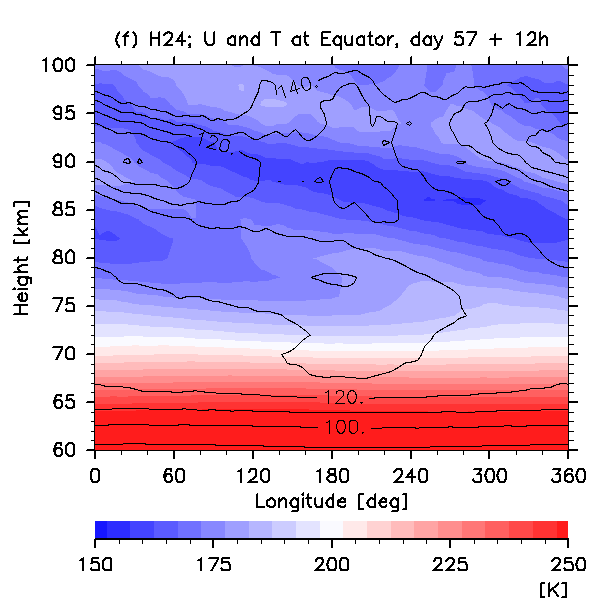 (f) H24; U and T at Equator, day 57 + 12h
100
95
90
85
80
75
70
65
60
Height [km]
140.
120.
120.
100.
0 60 120 180 240 300 360
Longitude [deg]
150 175 200 225 250
[K]